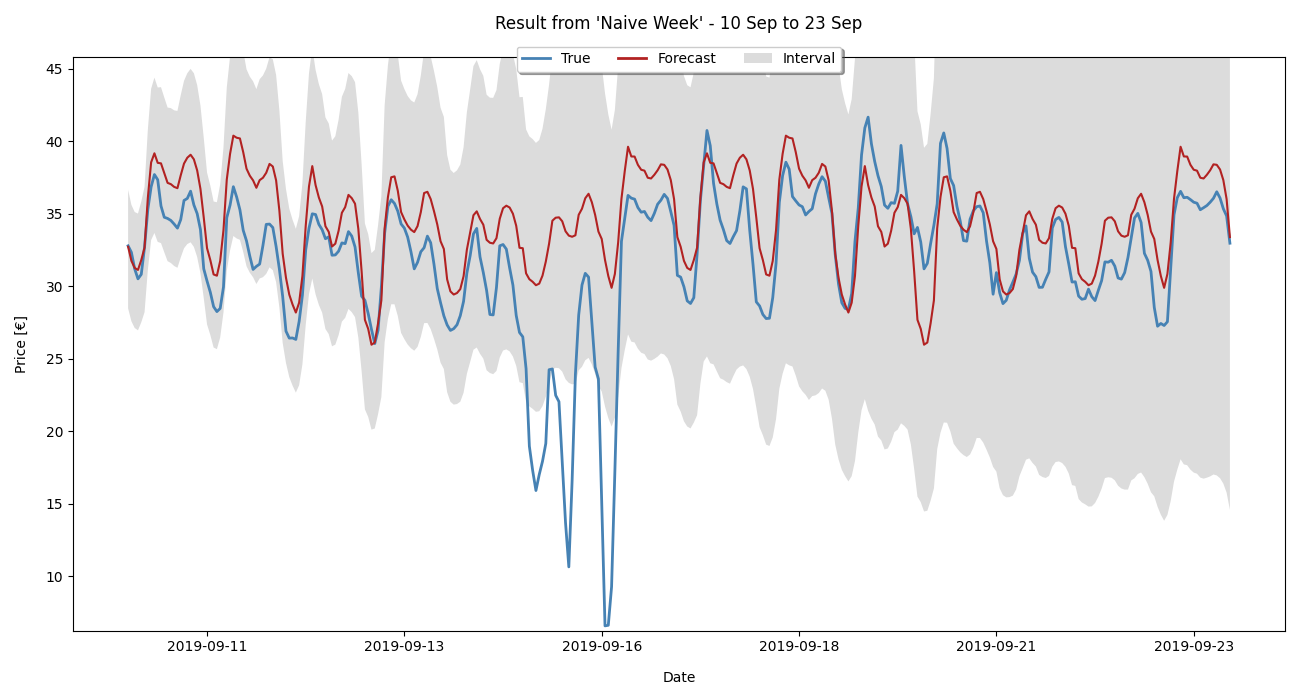 Result from 'Naive Week' - 10 Sep to 23 Sep
True Forecast Interval
45
40
35
30
25
20
15
10
Price [€]
2019-09-11 2019-09-13 2019-09-16 2019-09-18 2019-09-21 2019-09-23
Date